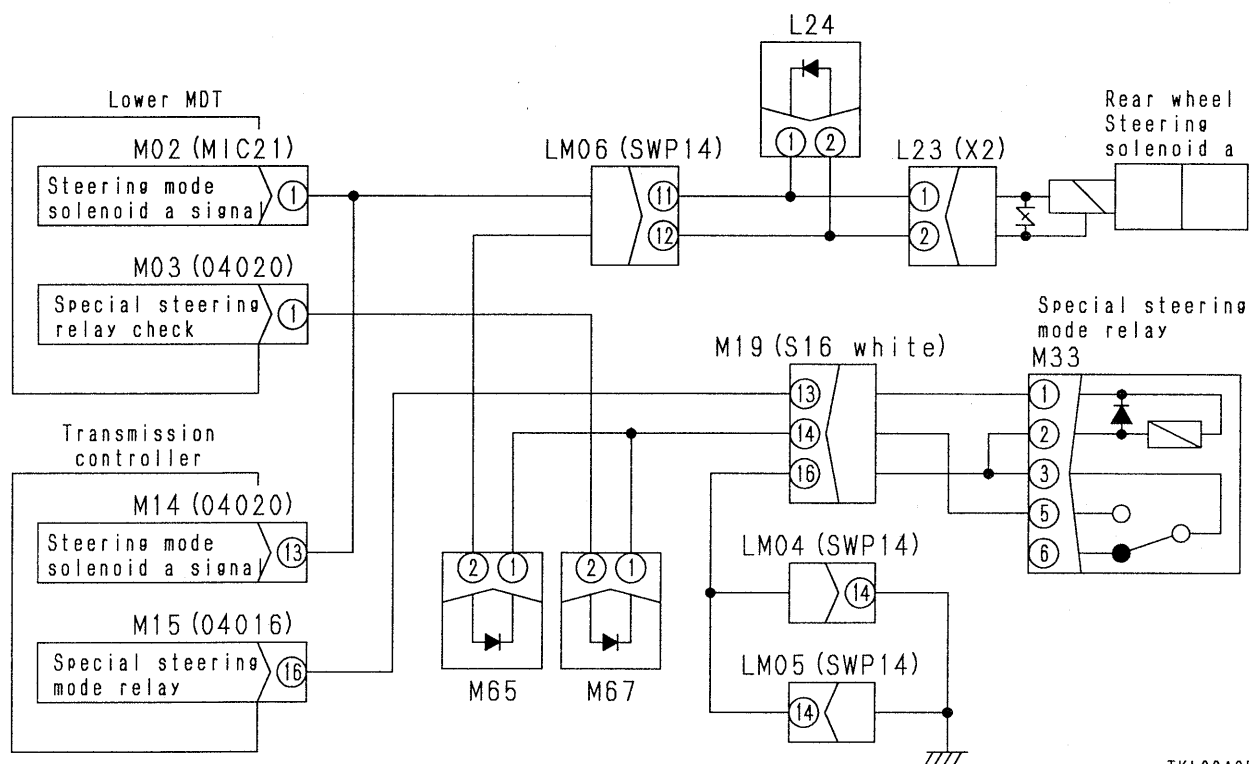 L24
Lower MDT
M02 (MIC21)
Steering mode
solenoid a signal
1
M03 (04020)
Special steering
relay check
1
LM06 (SWP14)
11
12
1
2
L23 (X2)
1
2
Rear wheel
Steering
solenoid a
Special steering
mode relay
M33
1
2
3
5
6
M19 (S16 white)
13
14
16
Transmission
controller
M14 (04020)
Steering mode
solenoid a signal
13
M15 (04016)
Special steering
mode relay
16
2
1
M65
2
1
M67
LM04 (SWP14)
14
LM05 (SWP14)
14